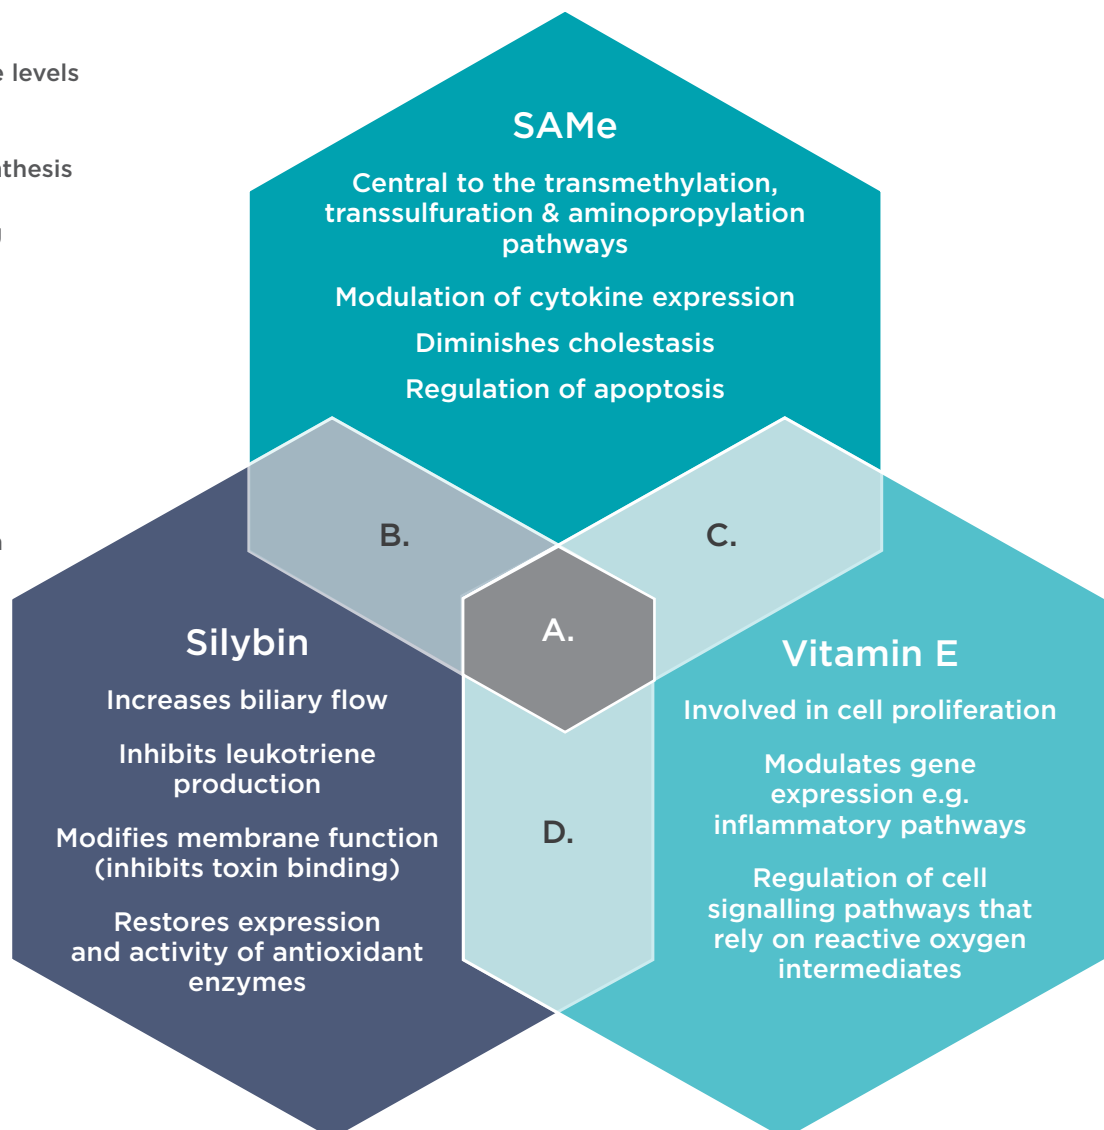 levels
SAMe
Central to the transmethylation,
transsulfuration & aminopropylation
pathways
Modulation of cytokine expression
Diminishes cholestasis
Regulation of apoptosis
B.
C.
A.
D.
Silybin
Increases biliary flow
Inhibits leukotriene
production
Modifies membrane function
(inhibits toxin binding)
Restores expression
and activity of antioxidant
enzymes
Vitamin E
Involved in cell proliferation
Modulates gene
expression e.g.
inflammatory pathways
Regulation of cell
signalling pathways that
rely on reactive oxygen
intermediates